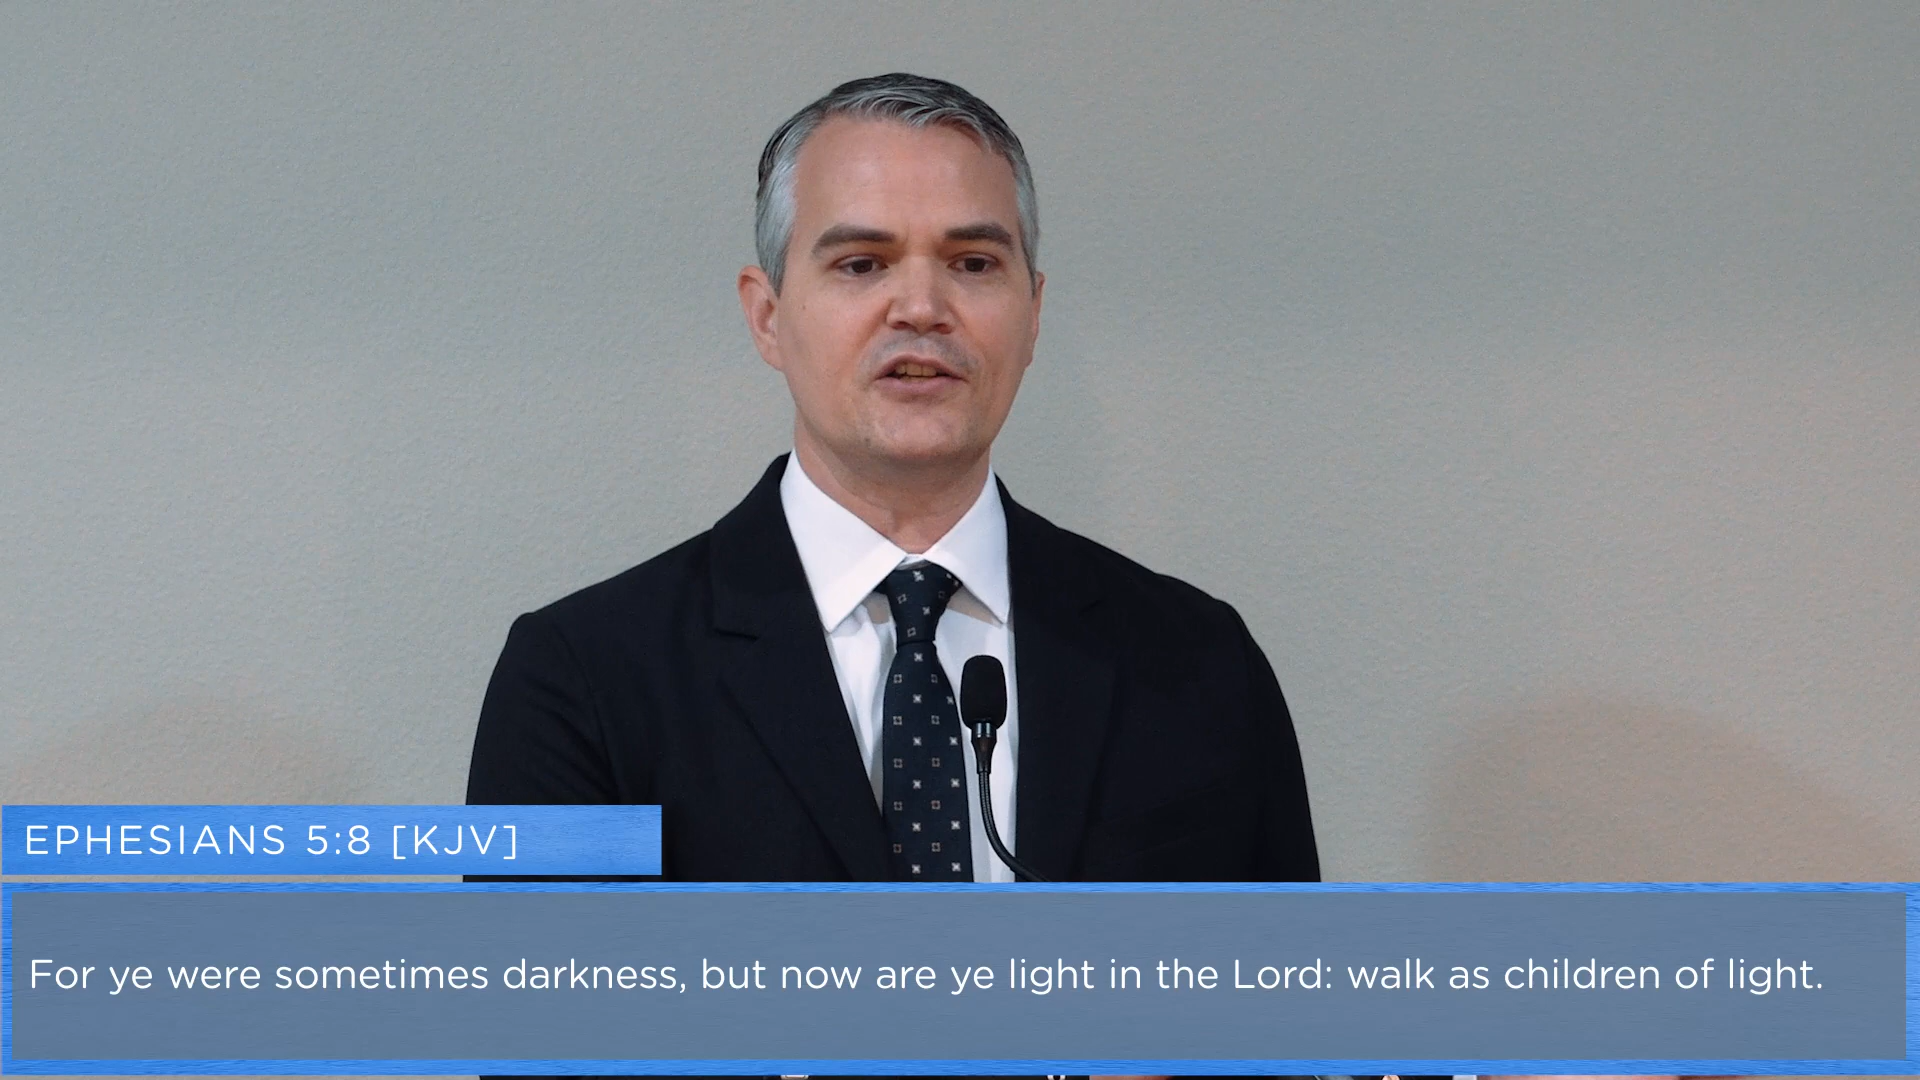 EPHESIANS 5:8 [KJV]
For ye were sometimes darkness, but now are ye light in the Lord: walk as children of light.